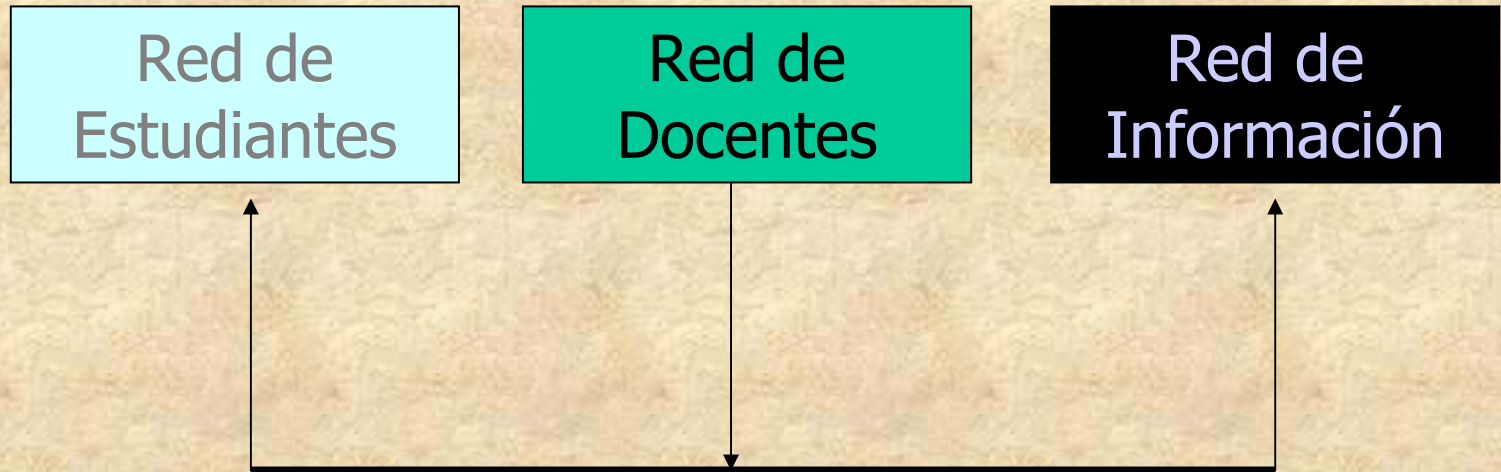 Red de
Estudiantes
Red de
Docentes
Red de
Información